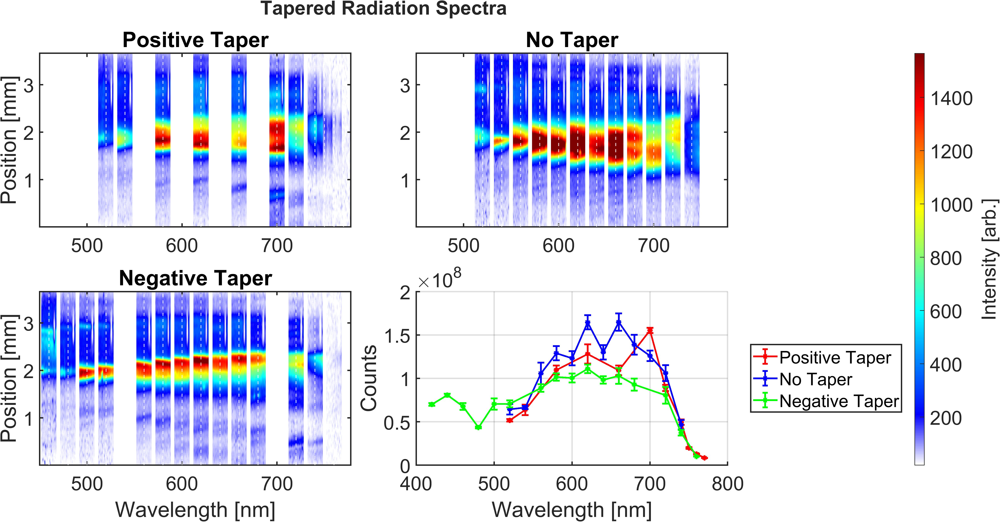 Tapered Radiation Spectra
Positive Taper
Position [mm]
3
2
1
500 600 700
No Taper
3
2
1
500 600 700
Negative Taper
Position [mm]
3
2
1
500 600 700
Wavelength [nm]
×10^8
Counts
2
1.5
1
0.5
0
400 500 600 700 800
Wavelength [nm]
Positive Taper
No Taper
Negative Taper
1400
1200
1000
800
600
400
200
Intensity [arb.]